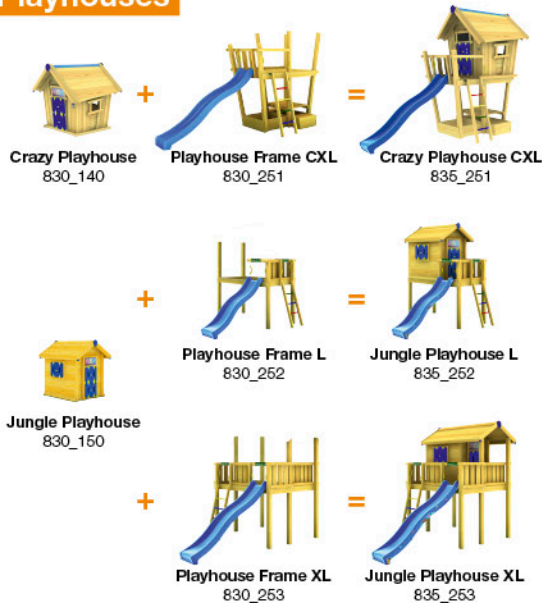 Playhouses
+
=
Crazy Playhouse
830_140
Playhouse Frame CXL
830_251
Crazy Playhouse CXL
835_251
+
=
Playhouse Frame L
830_252
Jungle Playhouse L
835_252
Jungle Playhouse
830_150
+
=
Playhouse Frame XL
830_253
Jungle Playhouse XL
835_253